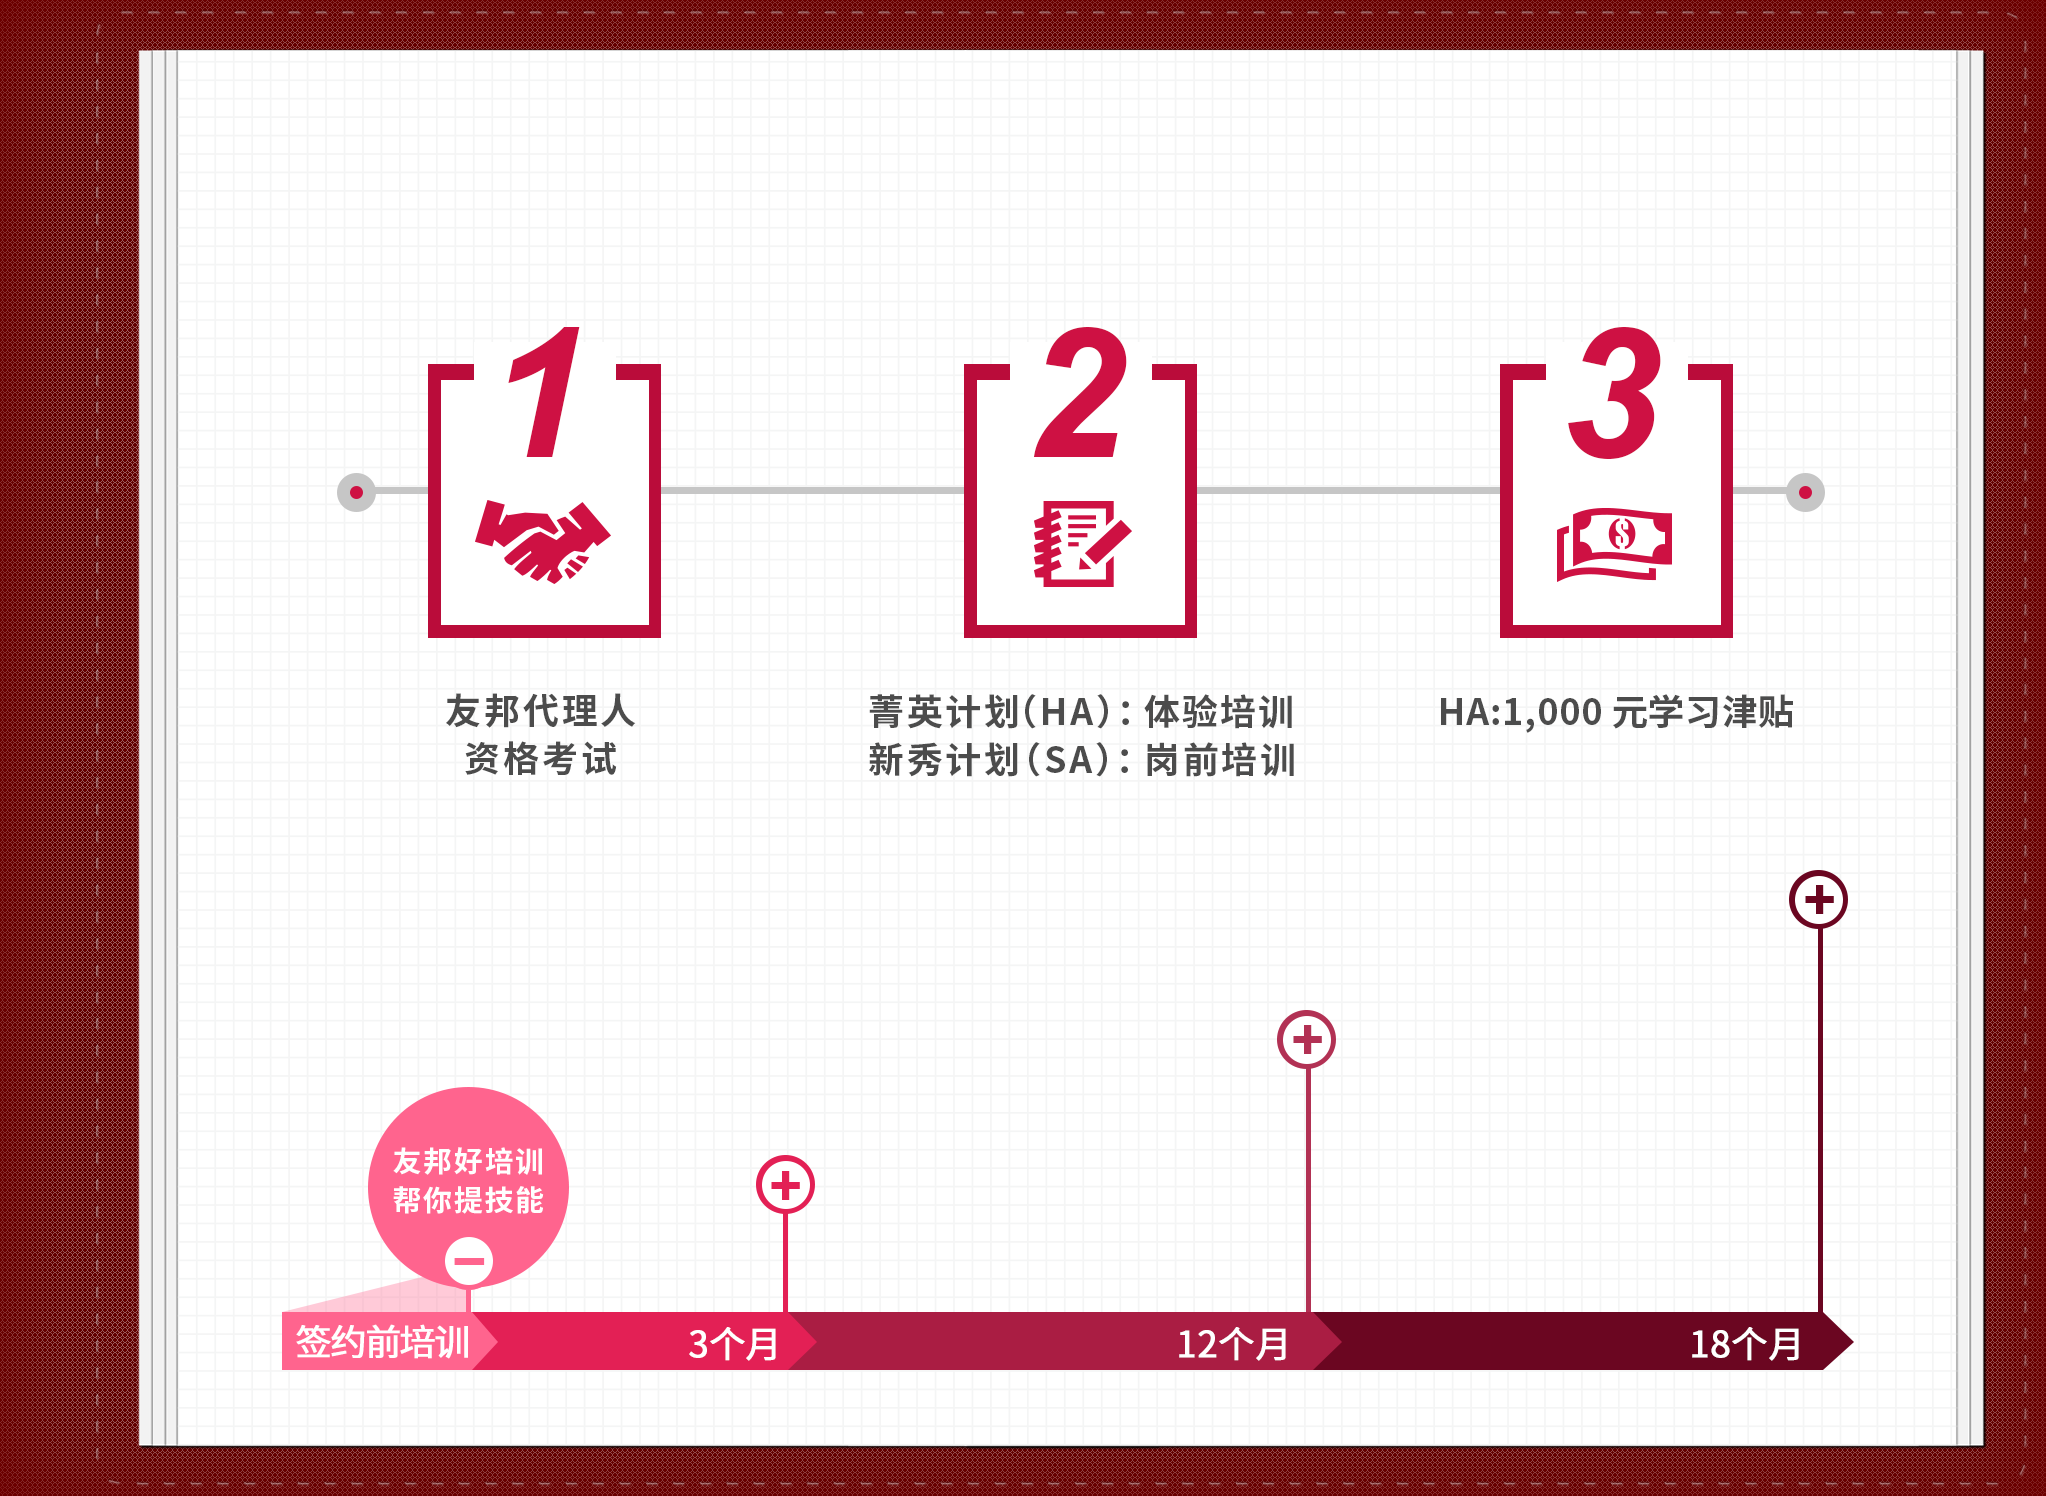 1
2
3
友邦代理人
资格考试
菁英计划(HA): 体验培训
新秀计划(SA): 岗前培训
HA:1,000 元学习津贴
友邦好培训
帮你提技能
签约前培训
3个月
12个月
18个月